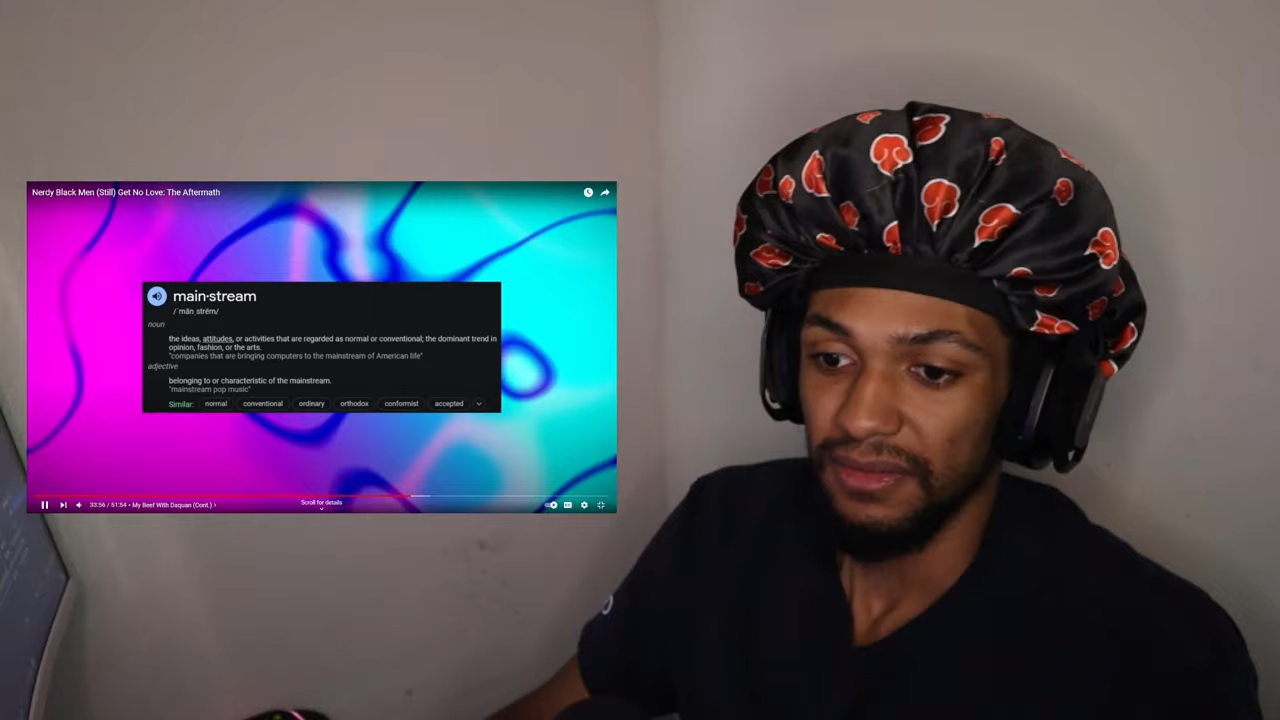 Nerdy Black Men (Still) Get No Love: The Aftermath
main·stream
/ˈmānˌstrēm/
noun
the ideas, attitudes, or activities that are regarded as normal or conventional; the dominant trend in
opinion, fashion, or the arts.
"companies that are bringing computers to the mainstream of American life"
adjective
belonging to or characteristic of the mainstream.
"mainstream pop music"
Similar: normal conventional ordinary orthodox conformist accepted
Scroll for details
33:56 / 51:54 • My Beef With Daquan (Cont.) ›